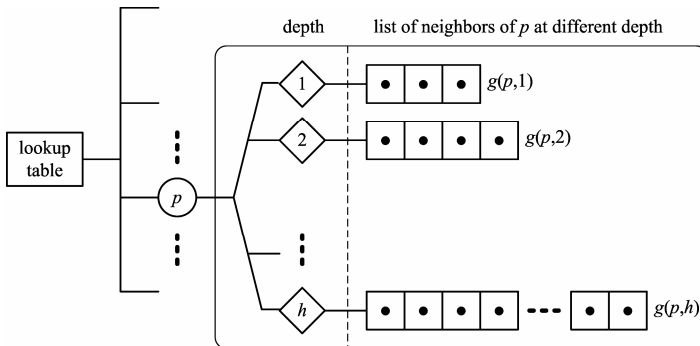 depth
list of neighbors of p at different depth
1
g(p,1)
2
g(p,2)
lookup
table
p
h
g(p,h)